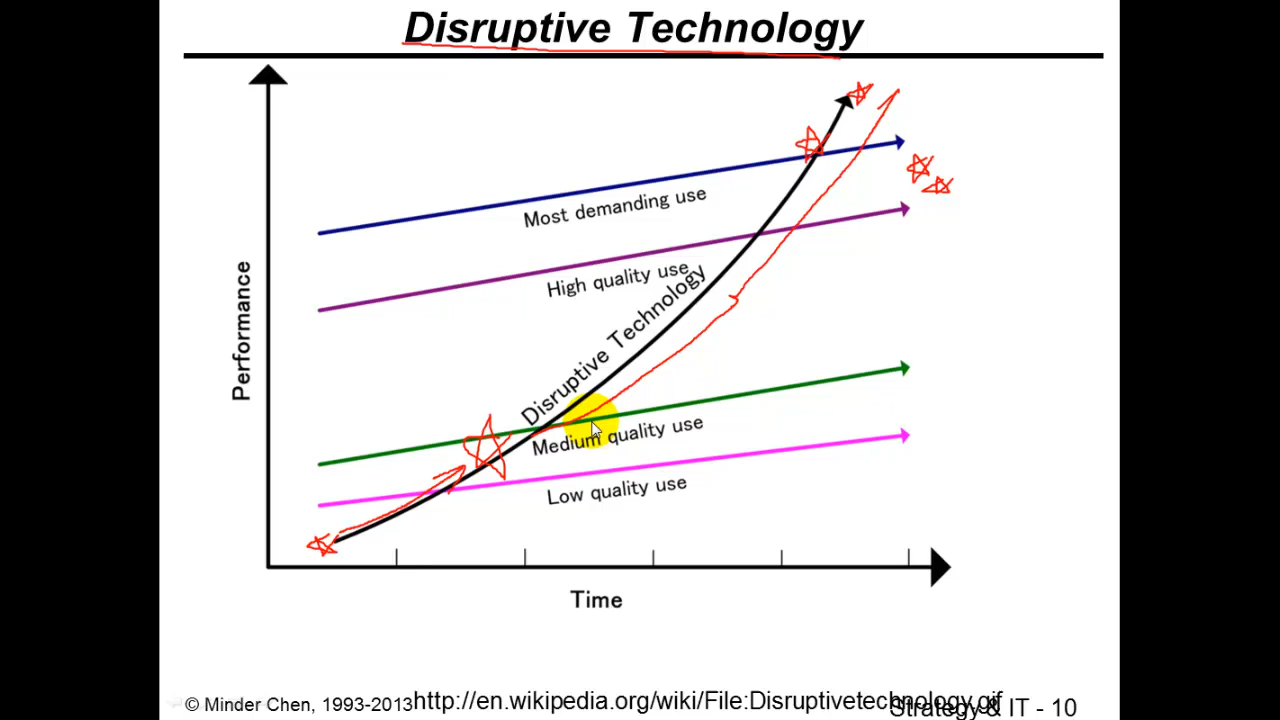 Disruptive Technology
Most demanding use
High quality use
Disruptive Technology
Medium quality use
Low quality use
Performance
Time
© Minder Chen, 1993-2013
http://en.wikipedia.org/wiki/File:Disruptivetechnology.gif
Strategy & IT - 10